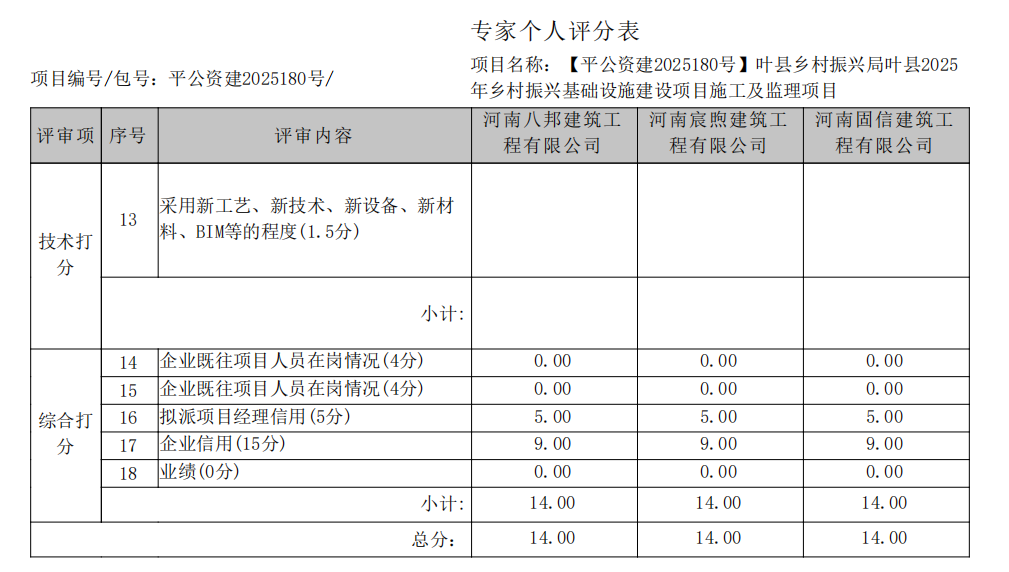 专家个人评分表
项目编号/包号: 平公资建2025180号/
项目名称: 【平公资建2025180号】叶县乡村振兴局叶县2025
年乡村振兴基础设施建设项目施工及监理项目
评审项 序号 评审内容 河南八邦建筑工程有限公司 河南宸煦建筑工程有限公司 河南固信建筑工程有限公司
技术打分
13 采用新工艺、新技术、新设备、新材
料、BIM等的程度(1.5分)
小计:
综合打分
14 企业既往项目人员在岗情况(4分) 0.00 0.00 0.00
15 企业既往项目人员在岗情况(4分) 0.00 0.00 0.00
16 拟派项目经理信用(5分) 5.00 5.00 5.00
17 企业信用(15分) 9.00 9.00 9.00
18 业绩(0分) 0.00 0.00 0.00
小计: 14.00 14.00 14.00
总分: 14.00 14.00 14.00